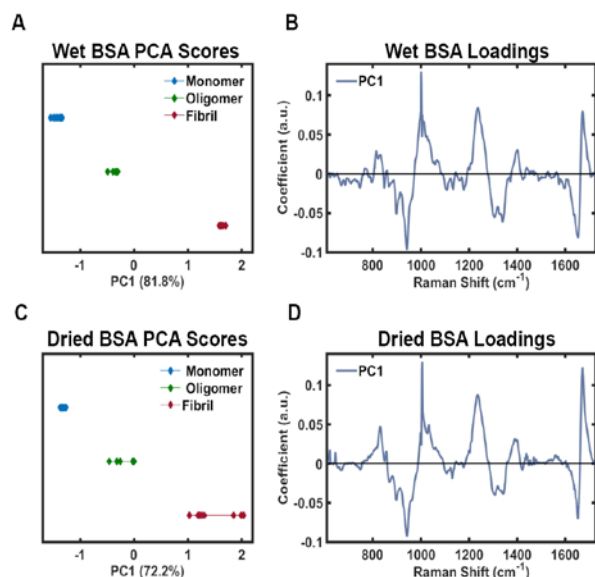 A
Wet BSA PCA Scores
Monomer
Oligomer
Fibril
-1 0 1 2
PC1 (81.8%)
B
Wet BSA Loadings
PC1
0.1
0.05
0
-0.05
-0.1
Coefficient (a.u.)
800 1000 1200 1400 1600
Raman Shift (cm⁻¹)
C
Dried BSA PCA Scores
Monomer
Oligomer
Fibril
-1 0 1 2
PC1 (72.2%)
D
Dried BSA Loadings
PC1
0.1
0.05
0
-0.05
-0.1
Coefficient (a.u.)
800 1000 1200 1400 1600
Raman Shift (cm⁻¹)